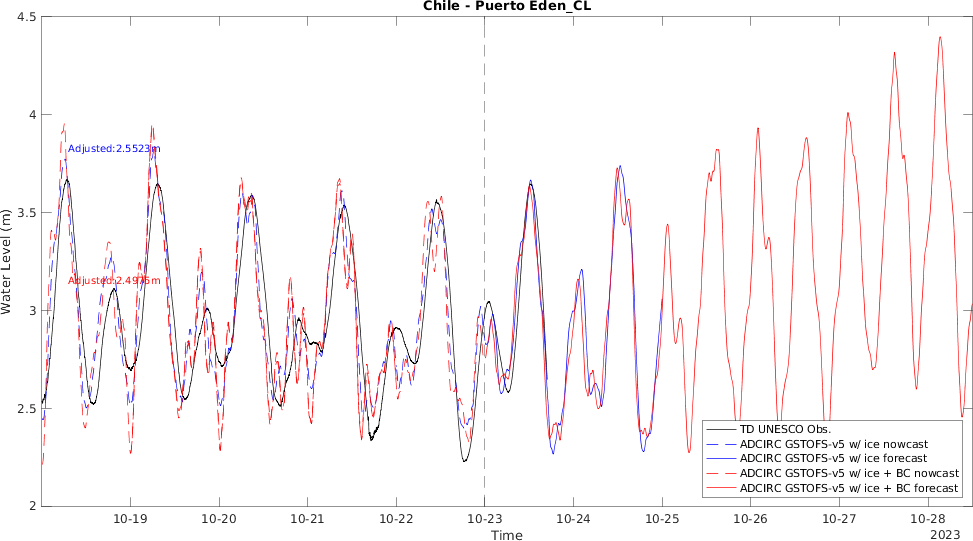 Chile - Puerto Eden_CL
4.5
4
3.5
3
2.5
2
Water Level (m)
Adjusted:2.5523m
Adjusted:2.4975m
TD UNESCO Obs.
ADCIRC GSTOFS-v5 w/ ice nowcast
ADCIRC GSTOFS-v5 w/ ice forecast
ADCIRC GSTOFS-v5 w/ ice + BC nowcast
ADCIRC GSTOFS-v5 w/ ice + BC forecast
10-19 10-20 10-21 10-22 10-23 10-24 10-25 10-26 10-27 10-28
2023
Time